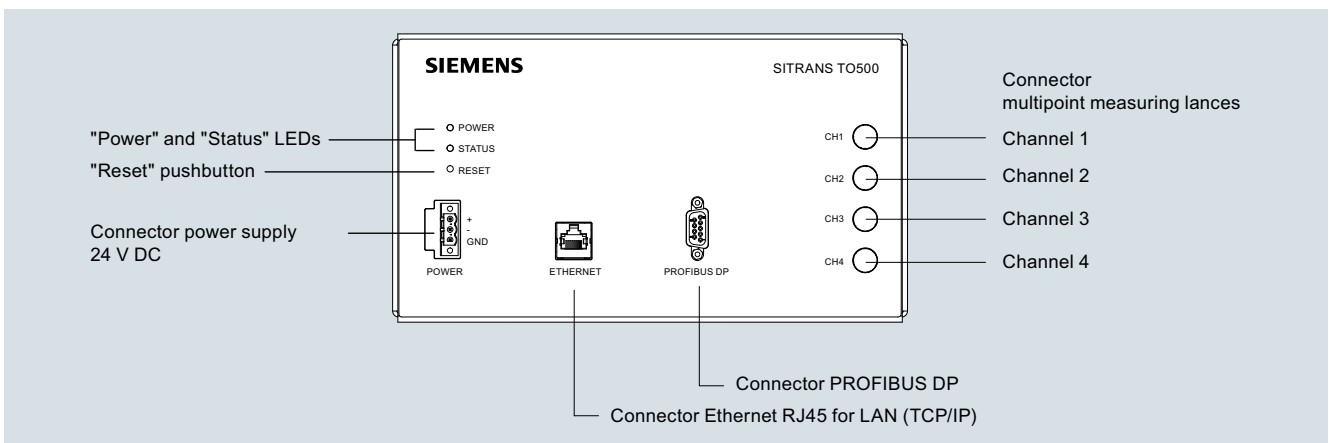 SIEMENS
SITRANS TO500
Connector
multipoint measuring lances
"Power" and "Status" LEDs
POWER
STATUS
"Reset" pushbutton
RESET
CH1
Channel 1
CH2
Channel 2
CH3
Channel 3
CH4
Channel 4
Connector power supply
24 V DC
+
-
GND
POWER
ETHERNET
PROFIBUS DP
Connector PROFIBUS DP
Connector Ethernet RJ45 for LAN (TCP/IP)